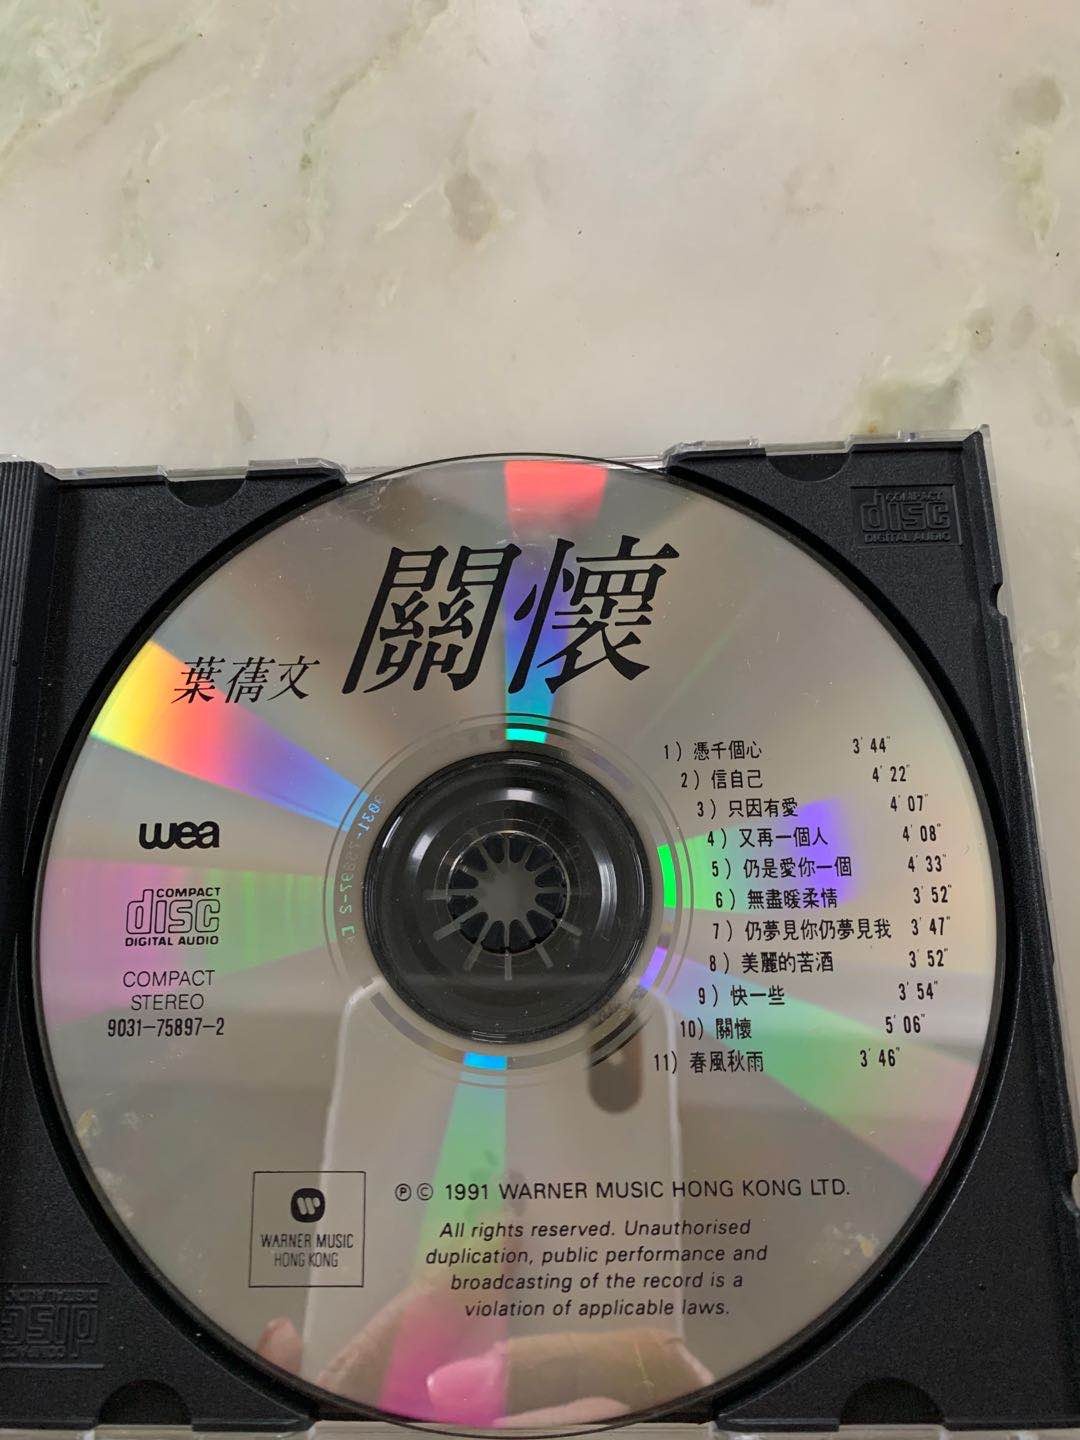 COMPACT
disc
DIGITAL AUDIO
關懷
葉蒨文
1) 憑千個心 3'44"
2) 信自己 4'22"
3) 只因有愛 4'07"
4) 又再一個人 4'08"
5) 仍是愛你一個 4'33"
6) 無盡暖柔情 3'52"
7) 仍夢見你仍夢見我 3'47"
8) 美麗的苦酒 3'52"
9) 快一些 3'54"
10) 關懷 5'06"
11) 春風秋雨 3'46"
wea
COMPACT
disc
DIGITAL AUDIO
COMPACT
STEREO
9031-75897-2
WARNER MUSIC
HONG KONG
Ⓟ © 1991 WARNER MUSIC HONG KONG LTD.
All rights reserved. Unauthorised
duplication, public performance and
broadcasting of the record is a
violation of applicable laws.